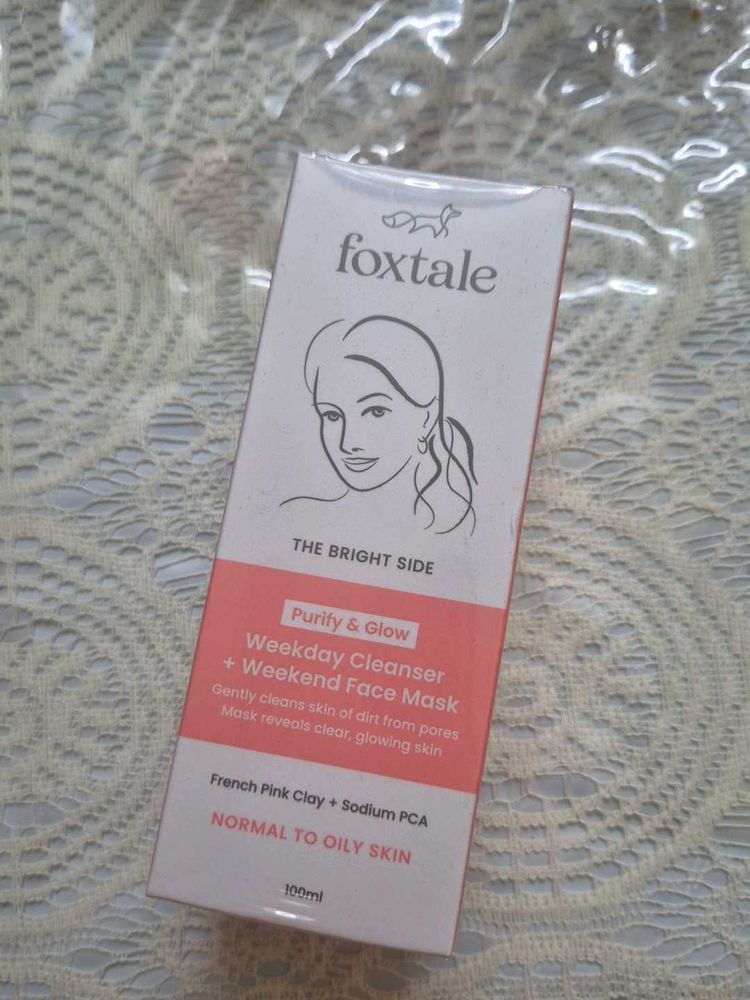 foxtale
THE BRIGHT SIDE
Purify & Glow
Weekday Cleanser
+ Weekend Face Mask
Gently cleans skin of dirt from pores
Mask reveals clear, glowing skin
French Pink Clay + Sodium PCA
NORMAL TO OILY SKIN
100ml